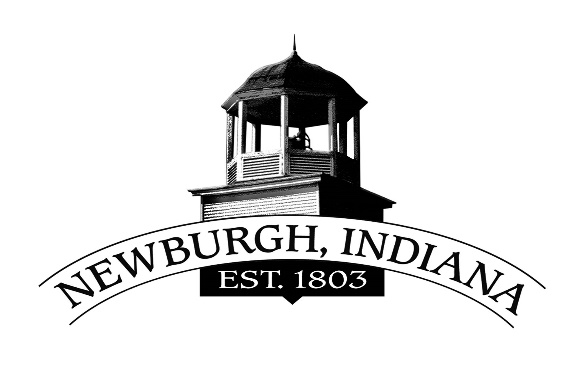 NEWBURGH, INDIANA
EST. 1803